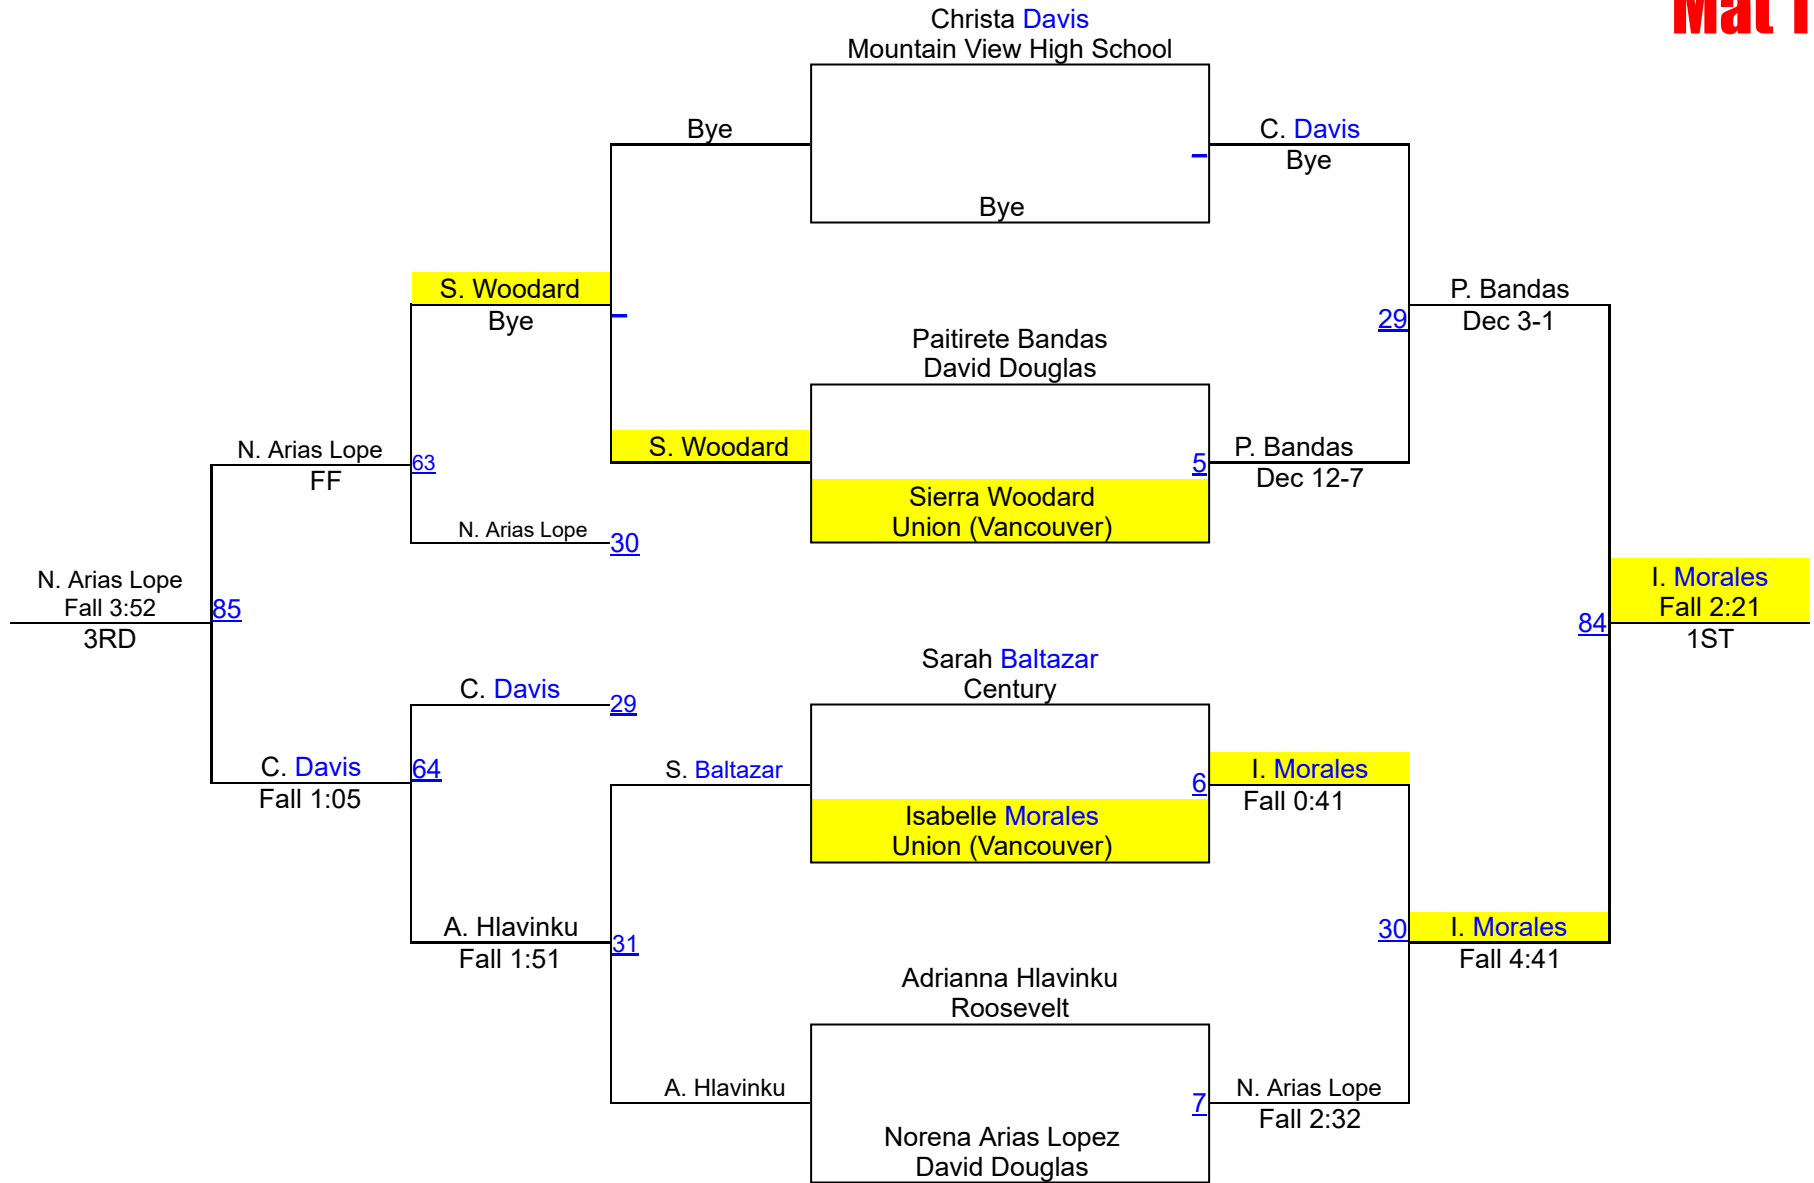 Mat 1
Christa Davis
Mountain View High School
Bye
C. Davis
Bye
Bye
S. Woodard
Bye
P. Bandas
Dec 3-1
29
Paitirete Bandas
David Douglas
N. Arias Lope
FF
63
S. Woodard
5
P. Bandas
Dec 12-7
Sierra Woodard
Union (Vancouver)
N. Arias Lope
30
N. Arias Lope
Fall 3:52
3RD
85
I. Morales
Fall 2:21
1ST
84
Sarah Baltazar
Century
C. Davis
29
C. Davis
Fall 1:05
64
S. Baltazar
6
I. Morales
Fall 0:41
Isabelle Morales
Union (Vancouver)
A. Hlavinku
Fall 1:51
31
30
I. Morales
Fall 4:41
Adrianna Hlavinku
Roosevelt
A. Hlavinku
7
N. Arias Lope
Fall 2:32
Norena Arias Lopez
David Douglas